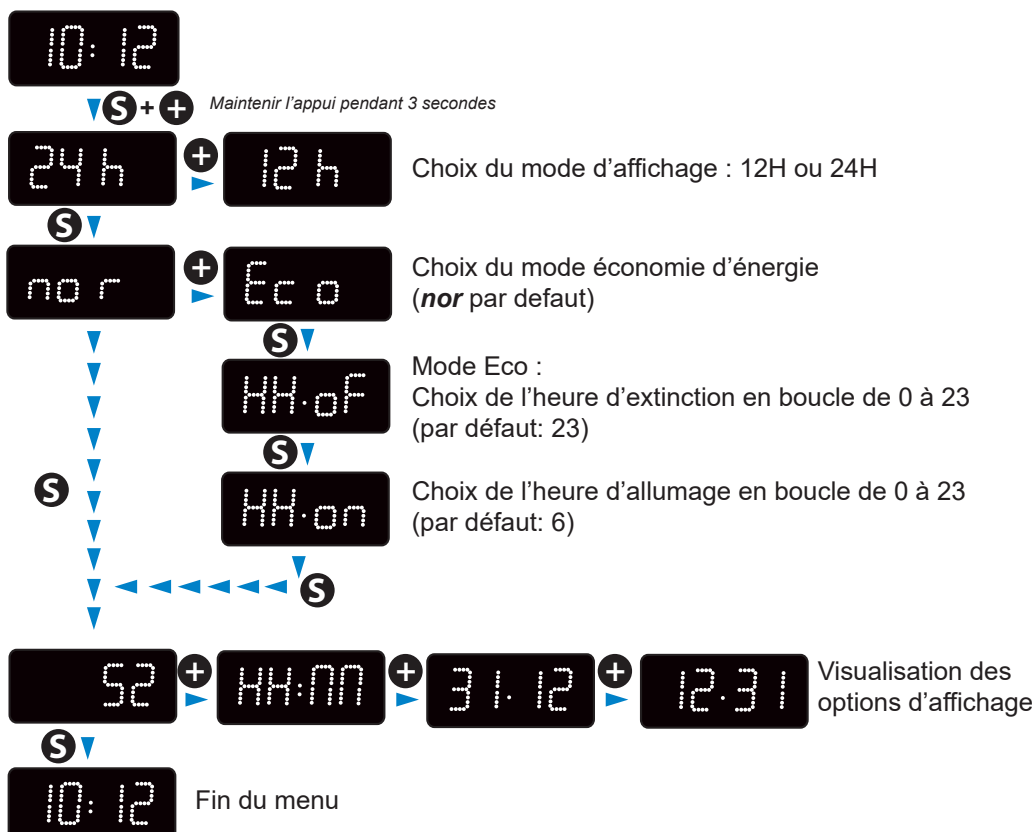 10:12
S + + Maintenir l'appui pendant 3 secondes
24 h + 12 h Choix du mode d'affichage : 12H ou 24H
S
nor + Eco Choix du mode économie d'énergie
(nor par defaut)
S
Mode Eco :
HH.oF Choix de l'heure d'extinction en boucle de 0 à 23
(par défaut: 23)
S
S
HH.on Choix de l'heure d'allumage en boucle de 0 à 23
(par défaut: 6)
S
52 + HH:MM + 31.12 + 12.31 Visualisation des
options d'affichage
S
10:12 Fin du menu